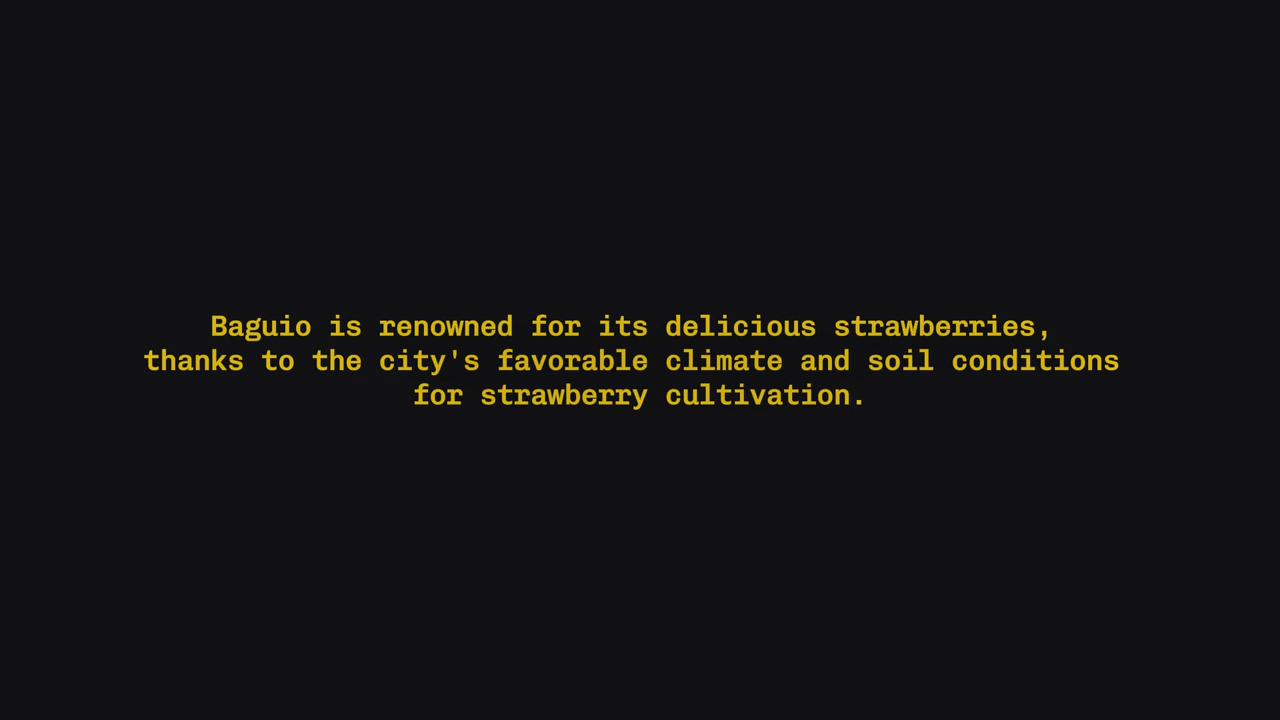 Baguio is renowned for its delicious strawberries,
thanks to the city's favorable climate and soil conditions
for strawberry cultivation.